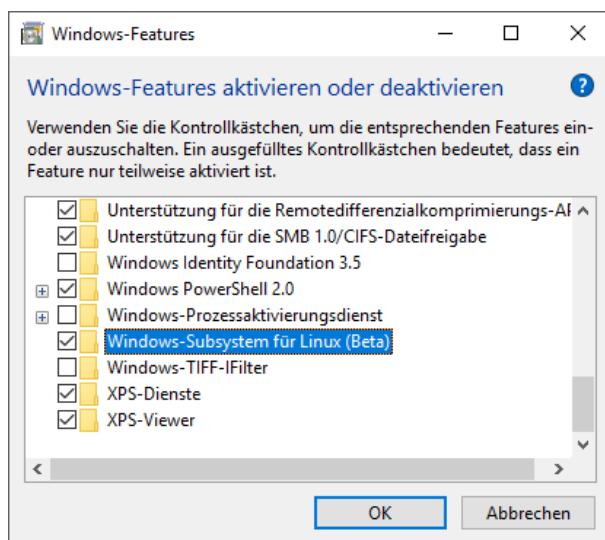 Windows-Features
Windows-Features aktivieren oder deaktivieren
Verwenden Sie die Kontrollkästchen, um die entsprechenden Features ein-
oder auszuschalten. Ein ausgefülltes Kontrollkästchen bedeutet, dass ein
Feature nur teilweise aktiviert ist.
Unterstützung für die Remotedifferenzialkomprimierungs-AP
Unterstützung für die SMB 1.0/CIFS-Dateifreigabe
Windows Identity Foundation 3.5
Windows PowerShell 2.0
Windows-Prozessaktivierungsdienst
Windows-Subsystem für Linux (Beta)
Windows-TIFF-IFilter
XPS-Dienste
XPS-Viewer
OK
Abbrechen